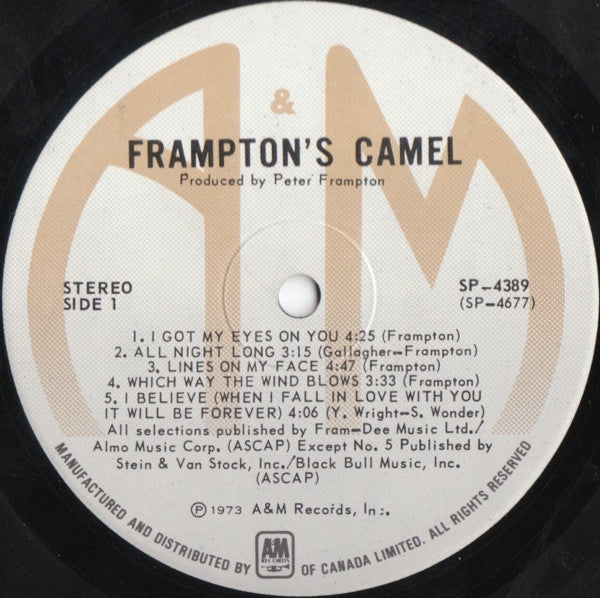 A&M
FRAMPTON'S CAMEL
Produced by Peter Frampton
STEREO
SIDE 1
SP-4389
(SP-4677)
1. I GOT MY EYES ON YOU 4:25 (Frampton)
2. ALL NIGHT LONG 3:15 (Gallagher-Frampton)
3. LINES ON MY FACE 4:47 (Frampton)
4. WHICH WAY THE WIND BLOWS 3:33 (Frampton)
5. I BELIEVE (WHEN I FALL IN LOVE WITH YOU
IT WILL BE FOREVER) 4:06 (Y. Wright-S. Wonder)
All selections published by Fram-Dee Music Ltd./
Almo Music Corp. (ASCAP) Except No. 5 Published by
Stein & Van Stock, Inc./Black Bull Music, Inc.
(ASCAP)
Ⓟ 1973 A&M Records, Inc.
MANUFACTURED AND DISTRIBUTED BY A&M RECORDS OF CANADA LIMITED. ALL RIGHTS RESERVED